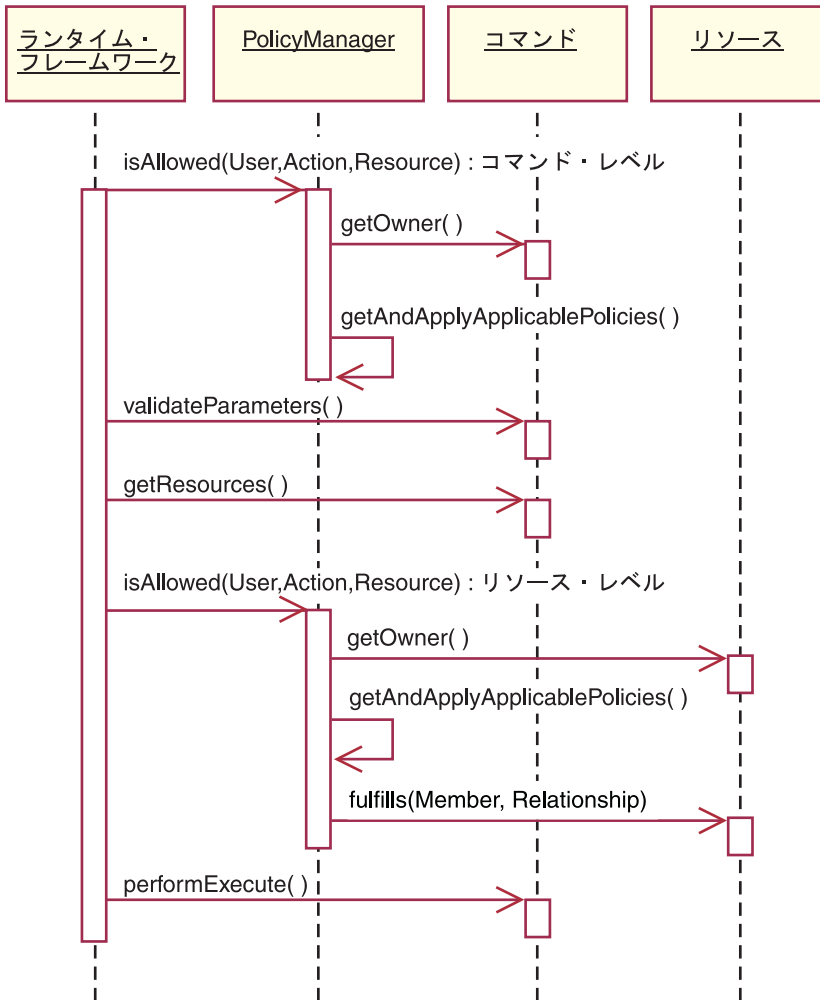 ランタイム・
フレームワーク
PolicyManager
コマンド
リソース
isAllowed(User,Action,Resource) : コマンド・レベル
getOwner( )
getAndApplyApplicablePolicies( )
validateParameters( )
getResources( )
isAllowed(User,Action,Resource) : リソース・レベル
getOwner( )
getAndApplyApplicablePolicies( )
fulfills(Member, Relationship)
performExecute( )